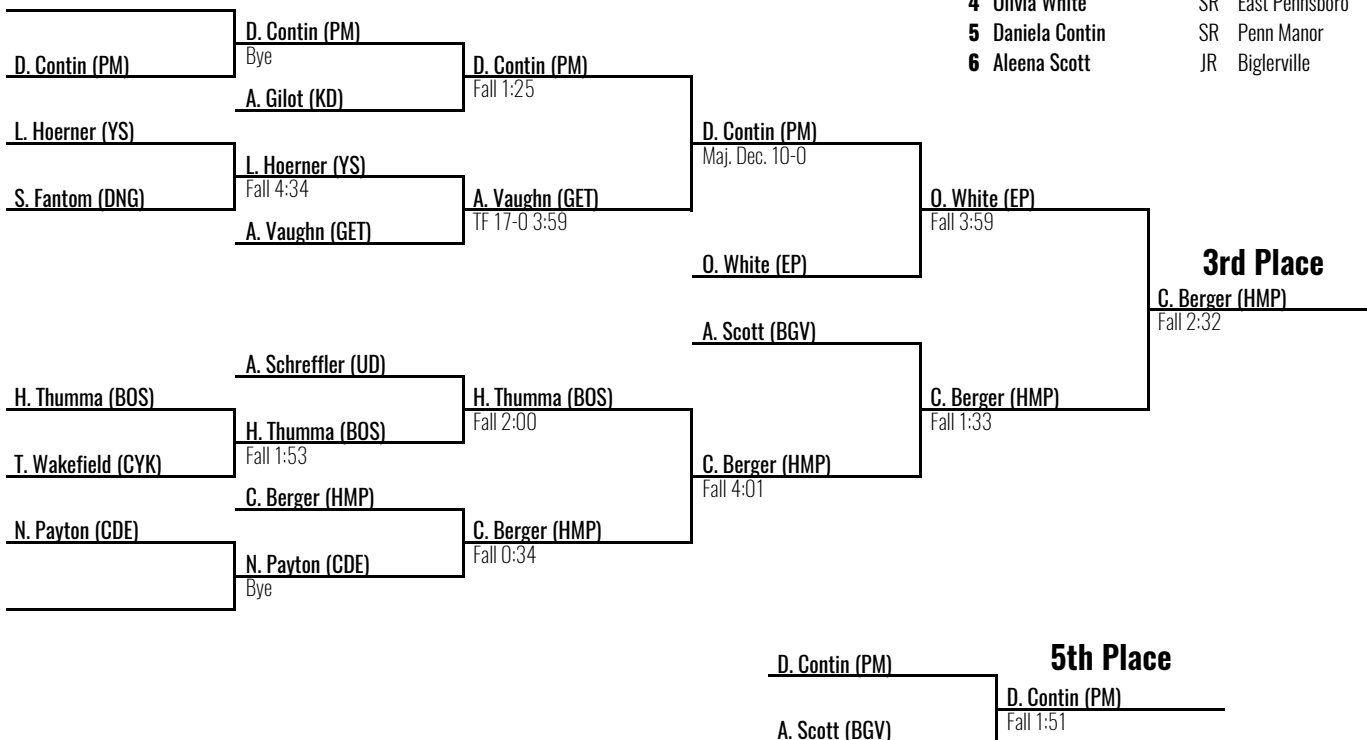 4 Olivia White SR East Pennsboro
5 Daniela Contin SR Penn Manor
6 Aleena Scott JR Biglerville
D. Contin (PM)
D. Contin (PM)
Bye
A. Gilot (KD)
D. Contin (PM)
Fall 1:25
L. Hoerner (YS)
S. Fantom (DNG)
L. Hoerner (YS)
Fall 4:34
A. Vaughn (GET)
A. Vaughn (GET)
TF 17-0 3:59
D. Contin (PM)
Maj. Dec. 10-0
O. White (EP)
O. White (EP)
Fall 3:59
3rd Place
C. Berger (HMP)
Fall 2:32
A. Scott (BGV)
C. Berger (HMP)
Fall 1:33
A. Schreffler (UD)
H. Thumma (BOS)
T. Wakefield (CYK)
H. Thumma (BOS)
Fall 1:53
H. Thumma (BOS)
Fall 2:00
C. Berger (HMP)
Fall 4:01
C. Berger (HMP)
N. Payton (CDE)
N. Payton (CDE)
Bye
C. Berger (HMP)
Fall 0:34
5th Place
D. Contin (PM)
A. Scott (BGV)
D. Contin (PM)
Fall 1:51